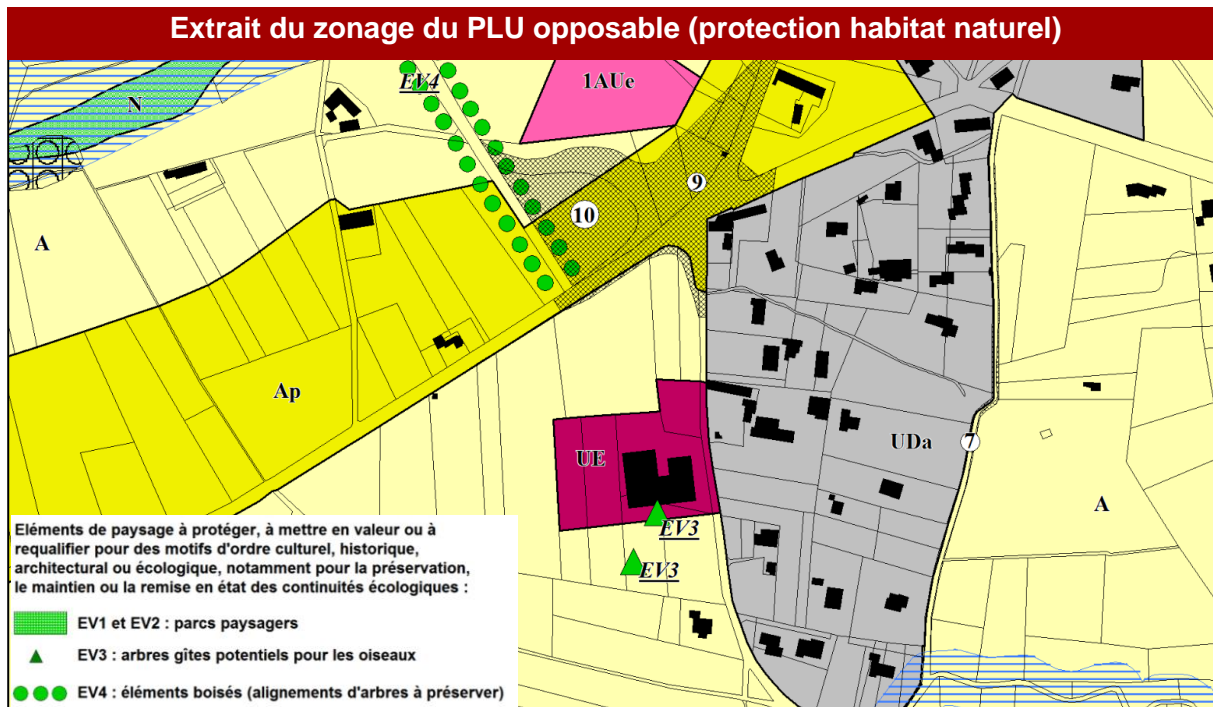 Extrait du zonage du PLU opposable (protection habitat naturel)
EV4
1AUe
N
9
10
A
Ap
UDa
7
UE
A
EV3
EV3
Eléments de paysage à protéger, à mettre en valeur ou à
requalifier pour des motifs d'ordre culturel, historique,
architectural ou écologique, notamment pour la préservation,
le maintien ou la remise en état des continuités écologiques :
EV1 et EV2 : parcs paysagers
EV3 : arbres gîtes potentiels pour les oiseaux
EV4 : éléments boisés (alignements d'arbres à préserver)